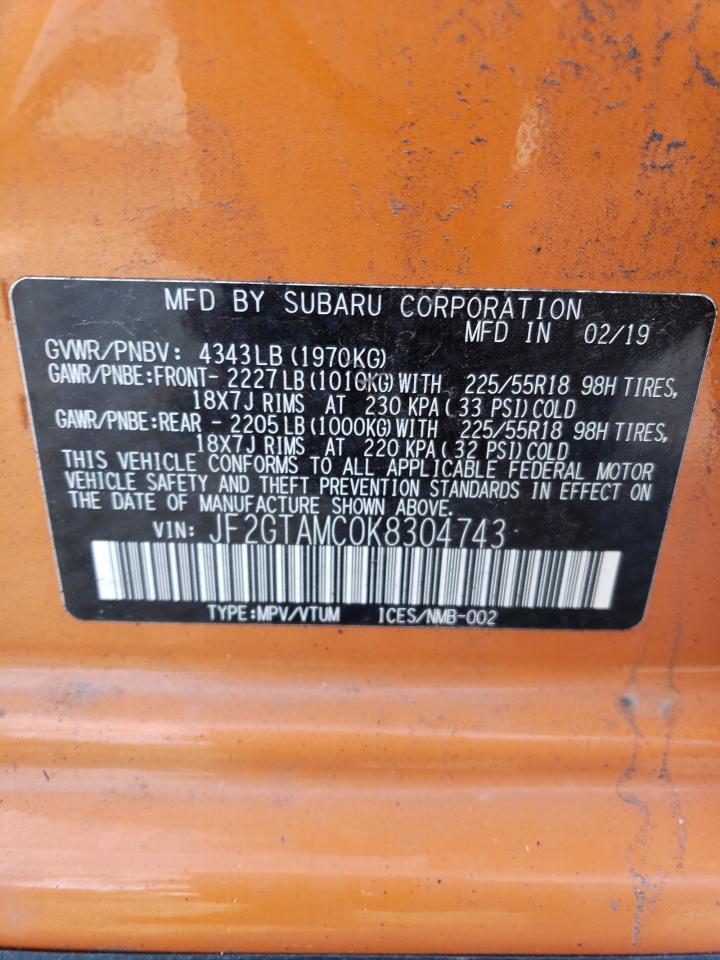 MFD BY SUBARU CORPORATION
MFD IN 02/19
GVWR/PNBV: 4343LB (1970KG)
GAWR/PNBE:FRONT- 2227LB(1010KG)WITH 225/55R18 98H TIRES,
18X7J RIMS AT 230 KPA(33 PSI)COLD
GAWR/PNBE:REAR - 2205LB(1000KG)WITH 225/55R18 98H TIRES,
18X7J RIMS AT 220 KPA(32 PSI)COLD
THIS VEHICLE CONFORMS TO ALL APPLICABLE FEDERAL MOTOR
VEHICLE SAFETY AND THEFT PREVENTION STANDARDS IN EFFECT ON
THE DATE OF MANUFACTURE SHOWN ABOVE.
VIN: JF2GTAMC0K8304743
TYPE:MPV/VTUM ICES/NMB-002